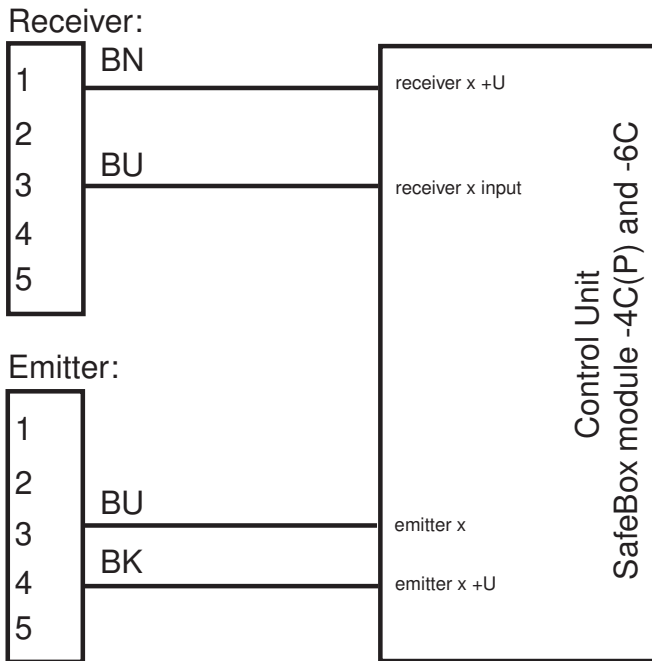 Receiver:
1
BN
receiver x +U
2
3
BU
receiver x input
4
5
Emitter:
1
2
3
BU
emitter x
4
BK
emitter x +U
5
Control Unit
SafeBox module -4C(P) and -6C